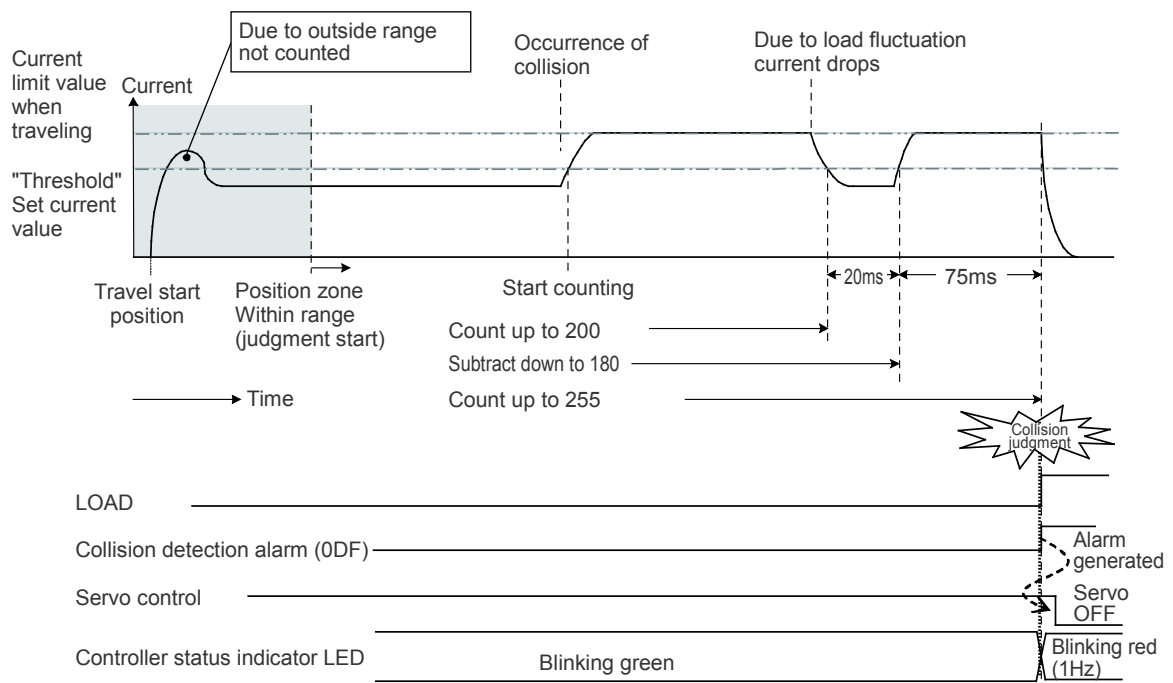 Due to outside range
not counted
Current
limit value
when
traveling
Current
Occurrence of
collision
Due to load fluctuation
current drops
"Threshold"
Set current
value
Travel start
position
Position zone
Within range
(judgment start)
Start counting
20ms
75ms
Count up to 200
Subtract down to 180
Time
Count up to 255
Collision
judgment
LOAD
Collision detection alarm (0DF)
Alarm
generated
Servo control
Servo
OFF
Controller status indicator LED
Blinking green
Blinking red
(1Hz)